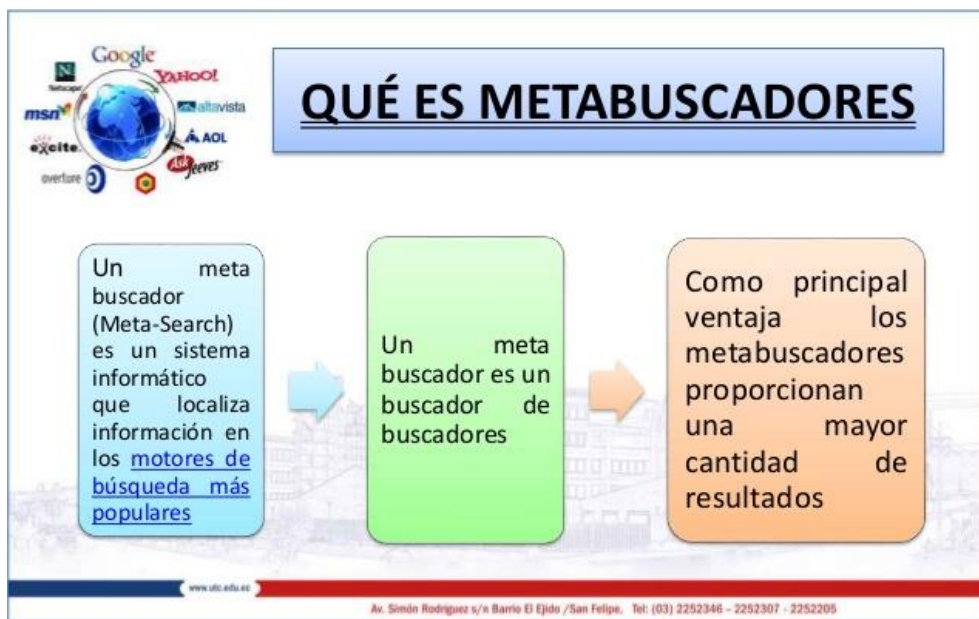 Google
YAHOO!
Netscape
altavista
msn
AOL
excite
Ask
Jeeves
overture
QUÉ ES METABUSCADORES
Un meta
buscador
(Meta-Search)
es un sistema
informático
que localiza
información en
los motores de
búsqueda más
populares
Un meta
buscador es un
buscador de
buscadores
Como principal
ventaja los
metabuscadores
proporcionan
una mayor
cantidad de
resultados
www.utc.edu.ec
Av. Simón Rodríguez s/n Barrio El Ejido /San Felipe. Tel: (03) 2252346 – 2252307 - 2252205